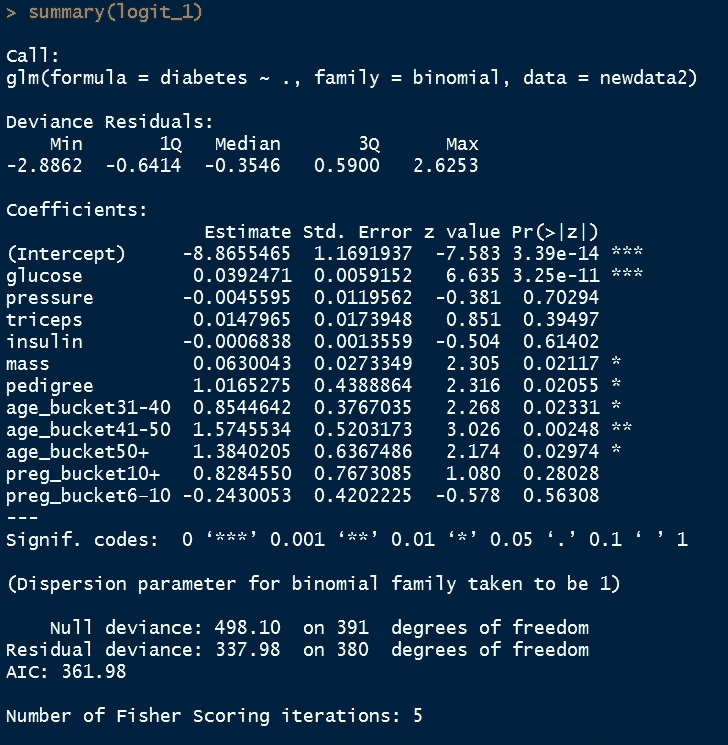 > summary(logit_1)
Call:
glm(formula = diabetes ~ ., family = binomial, data = newdata2)
Deviance Residuals:
    Min      1Q  Median      3Q     Max
-2.8862 -0.6414 -0.3546  0.5900  2.6253
Coefficients:
                  Estimate Std. Error z value Pr(>|z|)
(Intercept)     -8.8655465  1.1691937  -7.583 3.39e-14 ***
glucose          0.0392471  0.0059152   6.635 3.25e-11 ***
pressure        -0.0045595  0.0119562  -0.381  0.70294
triceps          0.0147965  0.0173948   0.851  0.39497
insulin         -0.0006838  0.0013559  -0.504  0.61402
mass             0.0630043  0.0273349   2.305  0.02117 *
pedigree         1.0165275  0.4388864   2.316  0.02055 *
age_bucket31-40  0.8544642  0.3767035   2.268  0.02331 *
age_bucket41-50  1.5745534  0.5203173   3.026  0.00248 **
age_bucket50+    1.3840205  0.6367486   2.174  0.02974 *
preg_bucket10+   0.8284550  0.7673085   1.080  0.28028
preg_bucket6-10 -0.2430053  0.4202225  -0.578  0.56308
---
Signif. codes:  0 ‘***’ 0.001 ‘**’ 0.01 ‘*’ 0.05 ‘.’ 0.1 ‘ ’ 1
(Dispersion parameter for binomial family taken to be 1)
    Null deviance: 498.10  on 391  degrees of freedom
Residual deviance: 337.98  on 380  degrees of freedom
AIC: 361.98
Number of Fisher Scoring iterations: 5